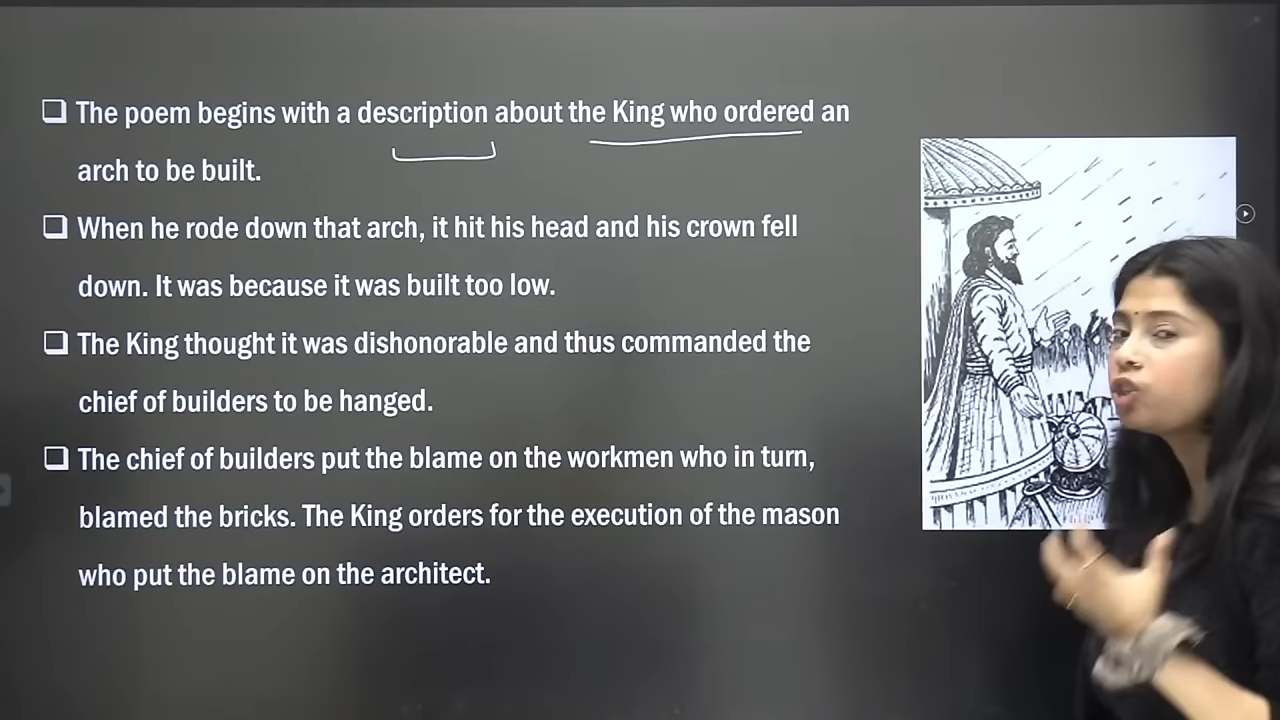 The poem begins with a description about the King who ordered an
arch to be built.
When he rode down that arch, it hit his head and his crown fell
down. It was because it was built too low.
The King thought it was dishonorable and thus commanded the
chief of builders to be hanged.
The chief of builders put the blame on the workmen who in turn,
blamed the bricks. The King orders for the execution of the mason
who put the blame on the architect.